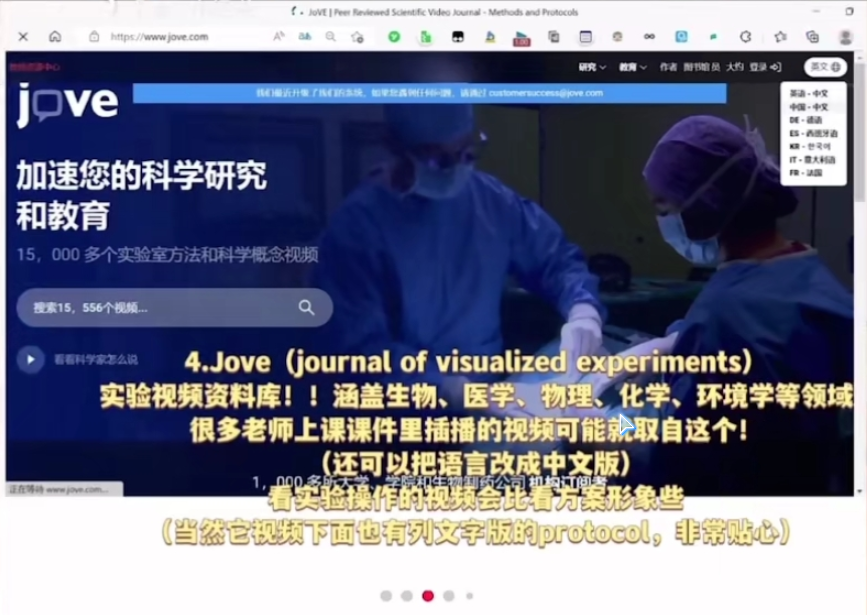 JoVE | Peer Reviewed Scientific Video Journal - Methods and Protocols
https://www.jove.com
1.00
教师资源中心
研究 教育 作者 图书馆员 大约 登录 英文
jove
我们最近升级了我们的系统。如果您遇到任何问题，请通过 customersuccess@jove.com
英语 - 中文
中国 - 中文
DE - 德语
ES - 西班牙语
KR - 한국어
IT - 意大利语
FR - 法国
加速您的科学研究
和教育
15，000 多个实验室方法和科学概念视频
搜索15，556个视频...
看看科学家怎么说
4.Jove（journal of visualized experiments）
实验视频资料库！！涵盖生物、医学、物理、化学、环境学等领域
很多老师上课课件里插播的视频可能就取自这个！
（还可以把语言改成中文版）
1，000 多所大学、学院和生物制药公司 机构订阅者
正在等待 www.jove.com...
看实验操作的视频会比看方案形象些
（当然它视频下面也有列文字版的protocol，非常贴心）